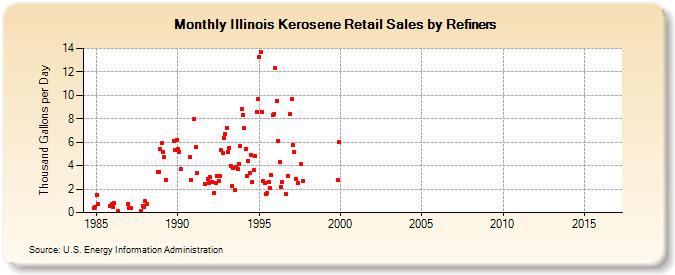 Monthly Illinois Kerosene Retail Sales by Refiners
Thousand Gallons per Day
14
12
10
8
6
4
2
0
1985 1990 1995 2000 2005 2010 2015
Source: U.S. Energy Information Administration